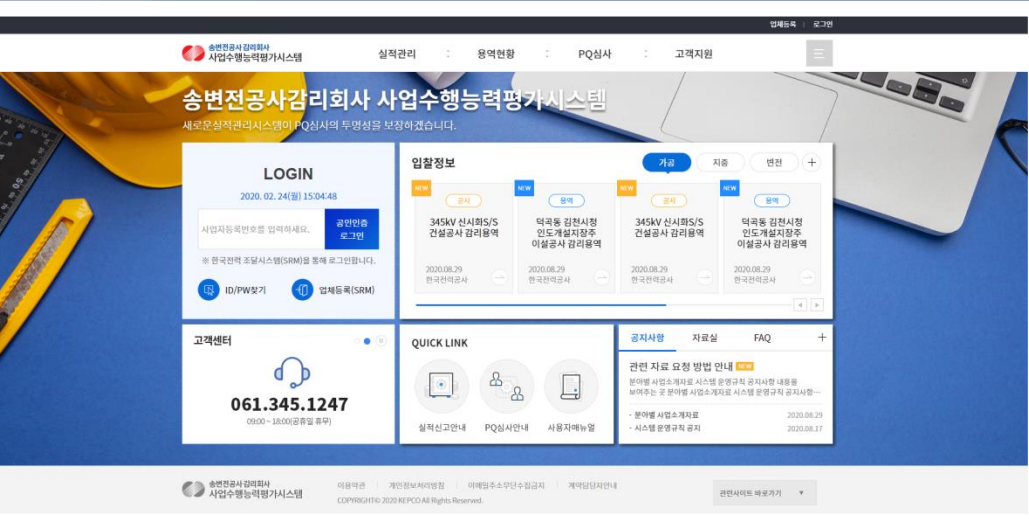 업체등록
로그인
송변전공사감리회사
사업수행능력평가시스템
실적관리 : 용역현황 : PQ심사 : 고객지원
송변전공사감리회사 사업수행능력평가시스템
새로운실적관리시스템이 PQ심사의 투명성을 보장하겠습니다.
LOGIN
2020. 02. 24(월) 15:04:48
사업자등록번호를 입력하세요.
공인인증
로그인
※ 한국전력 조달시스템(SRM)을 통해 로그인합니다.
ID/PW찾기
업체등록(SRM)
입찰정보
가공
지중
변전
+
NEW
공사
345kV 신시화S/S
건설공사 감리용역
2020.08.29
한국전력공사
NEW
용역
덕곡동 김천시청
인도개설지장주
이설공사 감리용역
2020.08.29
한국전력공사
NEW
공사
345kV 신시화S/S
건설공사 감리용역
2020.08.29
한국전력공사
NEW
용역
덕곡동 김천시청
인도개설지장주
이설공사 감리용역
2020.08.29
한국전력공사
고객센터
061.345.1247
09:00 ~ 18:00(공휴일 휴무)
QUICK LINK
실적신고안내
PQ심사안내
사용자매뉴얼
공지사항
자료실
FAQ
+
관련 자료 요청 방법 안내 NEW
분야별 사업소개자료 시스템 운영규칙 공지사항 내용을
보여주는 곳 분야별 사업소개자료 시스템 운영규칙 공지사항…
· 분야별 사업소개자료 2020.08.29
· 시스템 운영규칙 공지 2020.08.17
송변전공사감리회사
사업수행능력평가시스템
이용약관
개인정보처리방침
이메일주소무단수집금지
계약담당자안내
COPYRIGHT© 2020 KEPCO All Rights Reserved.
관련사이트 바로가기 ▼